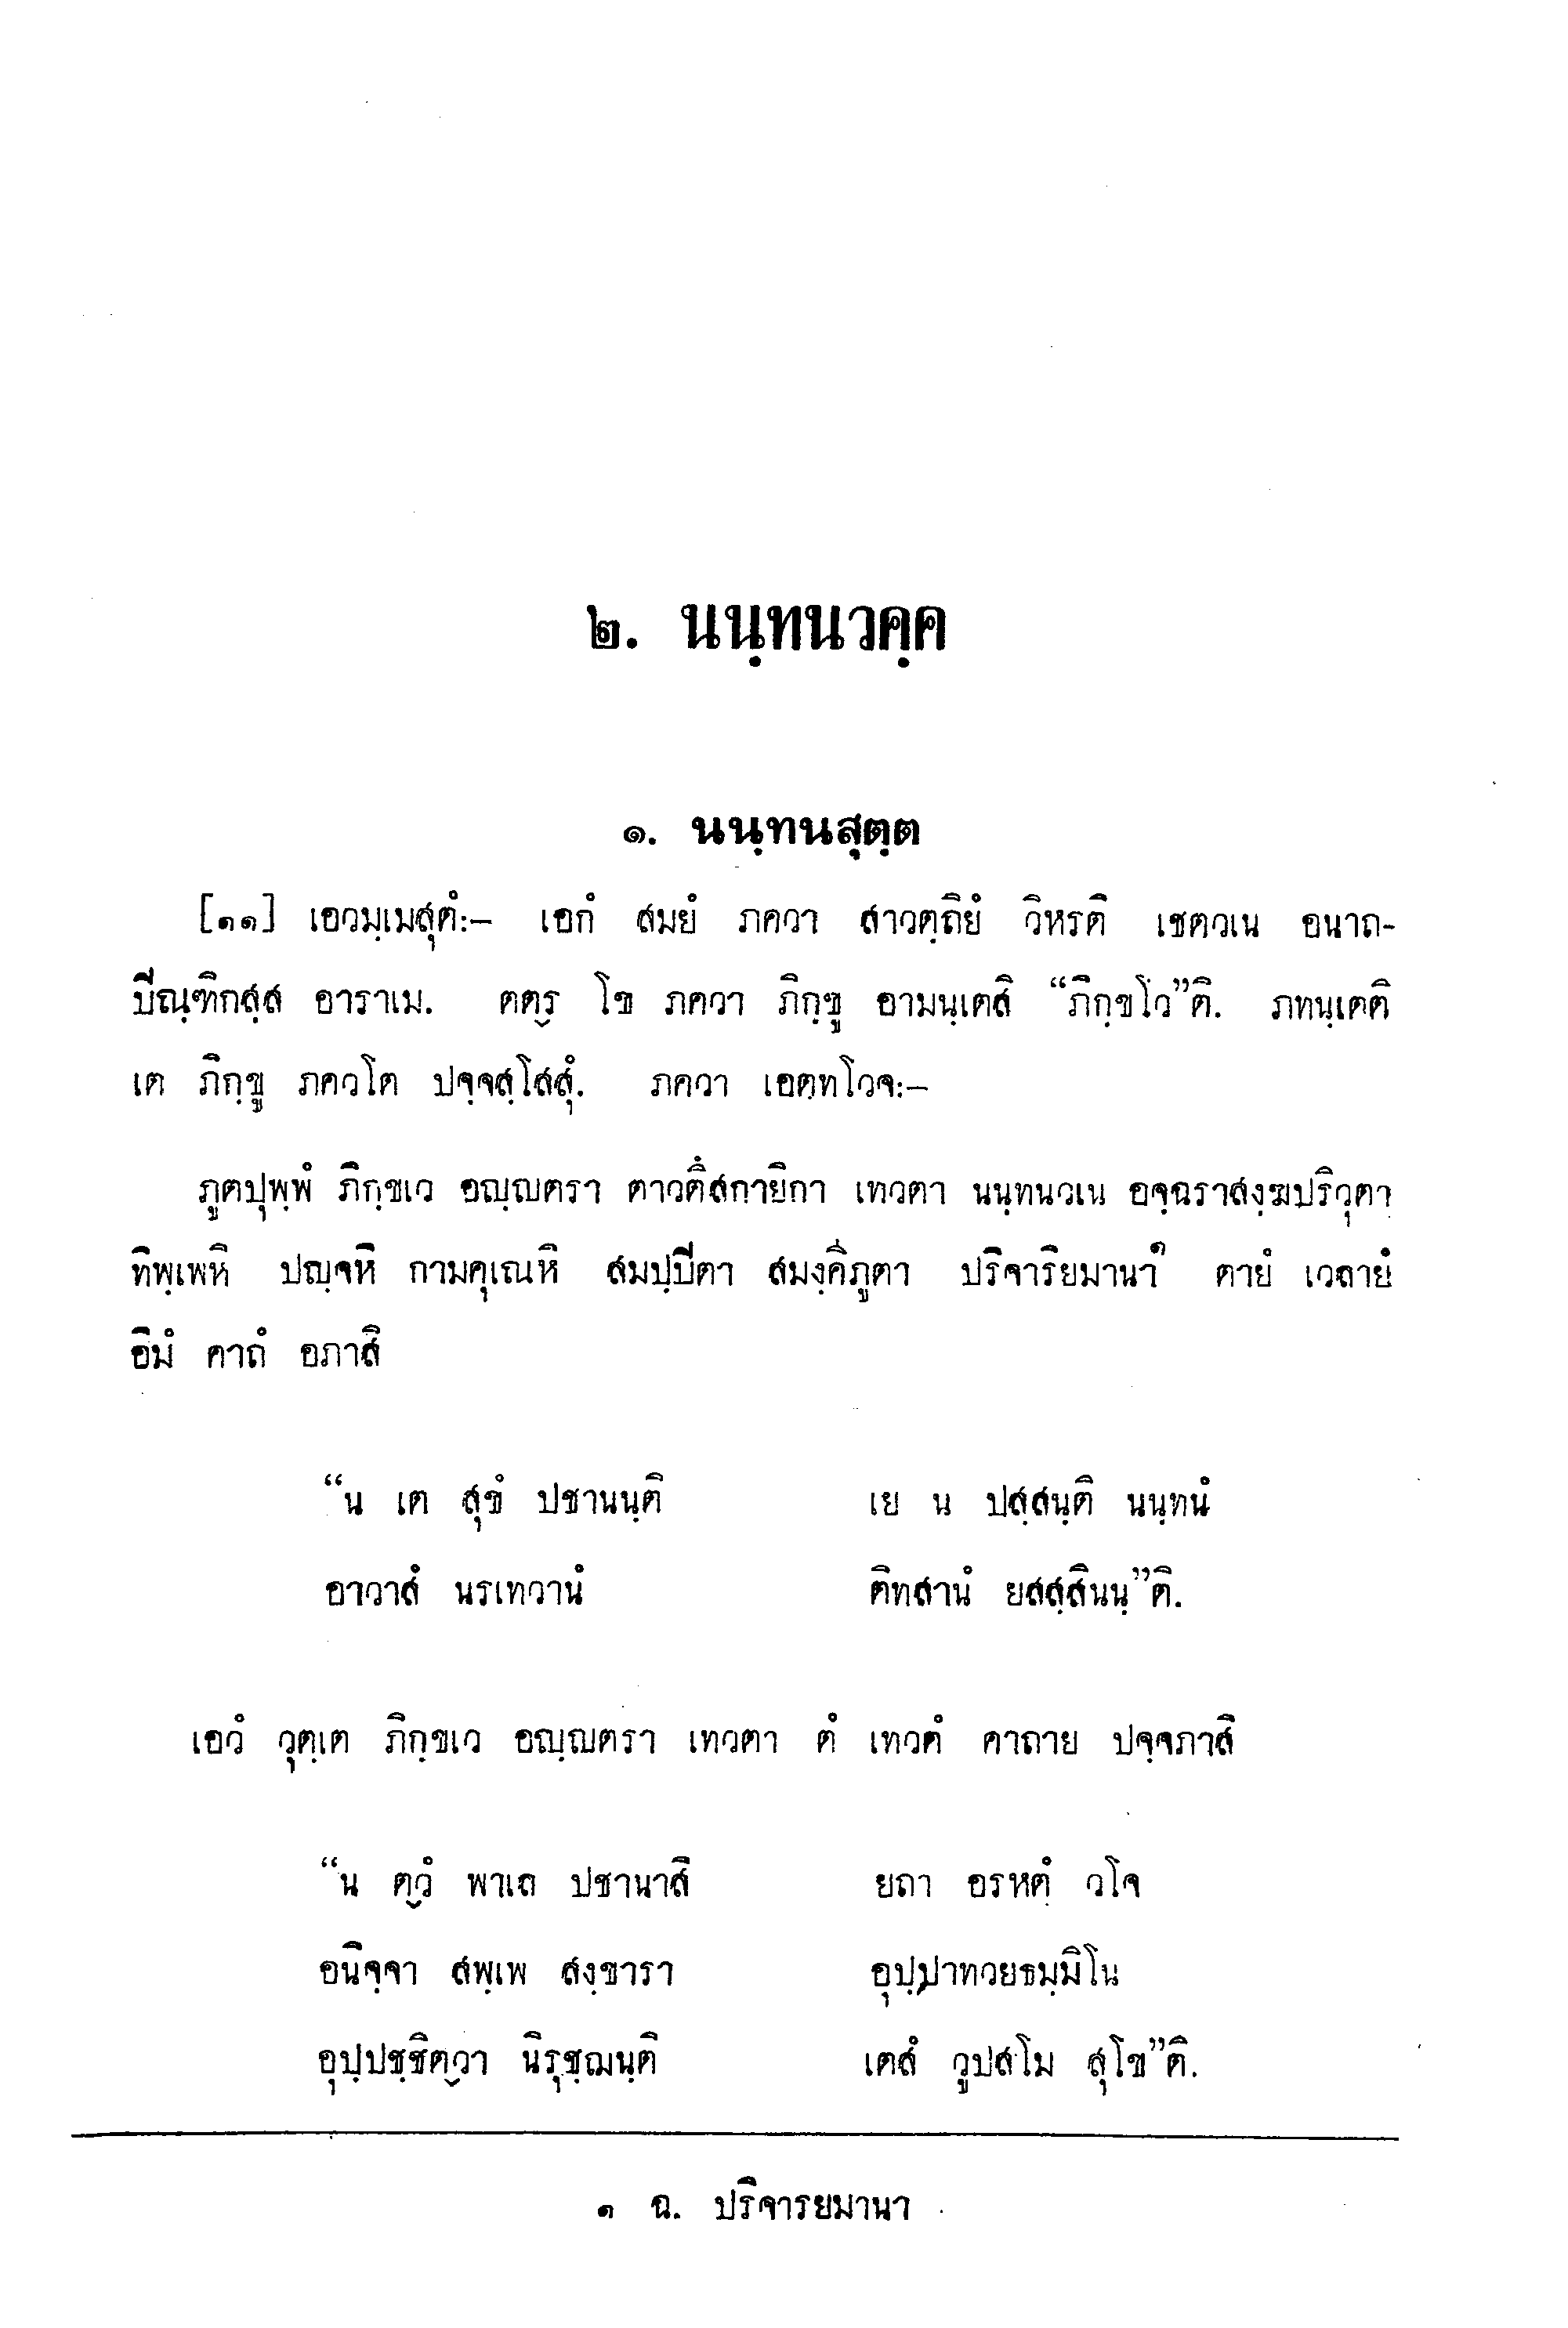 ๒. นนฺทนวคฺค
๑. นนฺทนสุตฺต
[๑๑] เอวมฺเมสุตํ:– เอกํ สมยํ ภควา สาวตฺถิยํ วิหรติ เชตวเน อนาถ-
ปิณฺฑิกสฺส อาราเม. ตตฺร โข ภควา ภิกฺขู อามนฺเตสิ “ภิกฺขโว”ติ. ภทนฺเตติ
เต ภิกฺขู ภควโต ปจฺจสฺโสสุํ. ภควา เอตฺทโวจ:–
ภูตปุพฺพํ ภิกฺขเว อญฺญตรา ตาวตึสกายิกา เทวตา นนฺทนวเน อจฺฉราสงฺฆปริวุตา
ทิพฺเพหิ ปญฺจหิ กามคุเณหิ สมปฺปิตา สมงฺคิ่ภูตา ปริจาริยมานา๑ ตายํ เวลายํ
อิมํ คาถํ อภาสิ
“น เต สุขํ ปชานนฺติ เย น ปสฺสนฺติ นนฺทนํ
อาวาสํ นรเทวานํ ติทสานํ ยสสฺสินนฺ”ติ.
เอวํ วุตฺเต ภิกฺขเว อญฺญตรา เทวตา ตํ เทวตํ คาถาย ปจฺจภาสิ
“น ตฺวํ พาเล ปชานาสิ ยถา อรหตํ วโจ
อนิจฺจา สพฺเพ สงฺขารา อุปฺปาทวยธมฺมิโน
อุปฺปชฺชิตฺวา นิรุชฺฌนฺติ เตสํ วูปสโม สุโข”ติ.
๑ ฉ. ปริจารยมานา